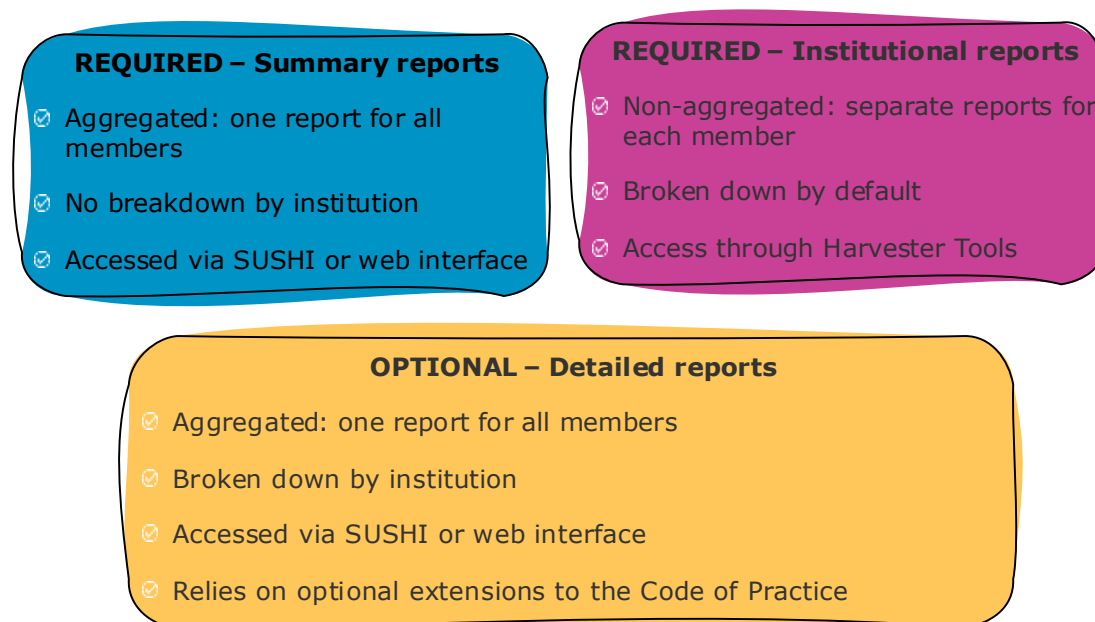 REQUIRED – Summary reports
Aggregated: one report for all
members
No breakdown by institution
Accessed via SUSHI or web interface
REQUIRED – Institutional reports
Non-aggregated: separate reports for
each member
Broken down by default
Access through Harvester Tools
OPTIONAL – Detailed reports
Aggregated: one report for all members
Broken down by institution
Accessed via SUSHI or web interface
Relies on optional extensions to the Code of Practice